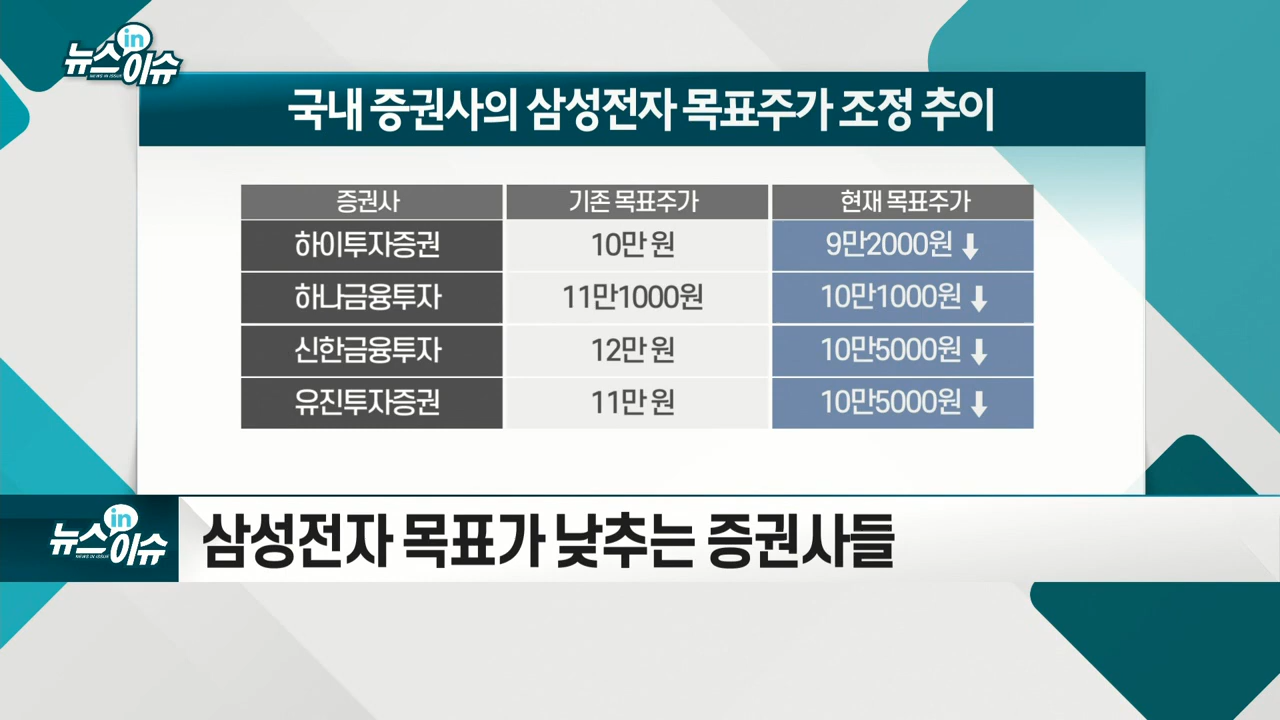 뉴스in이슈
NEWS IN ISSUE
국내 증권사의 삼성전자 목표주가 조정 추이
증권사 기존 목표주가 현재 목표주가
하이투자증권 10만 원 9만2000원 ↓
하나금융투자 11만1000원 10만1000원 ↓
신한금융투자 12만 원 10만5000원 ↓
유진투자증권 11만 원 10만5000원 ↓
뉴스in이슈
NEWS IN ISSUE
삼성전자 목표가 낮추는 증권사들